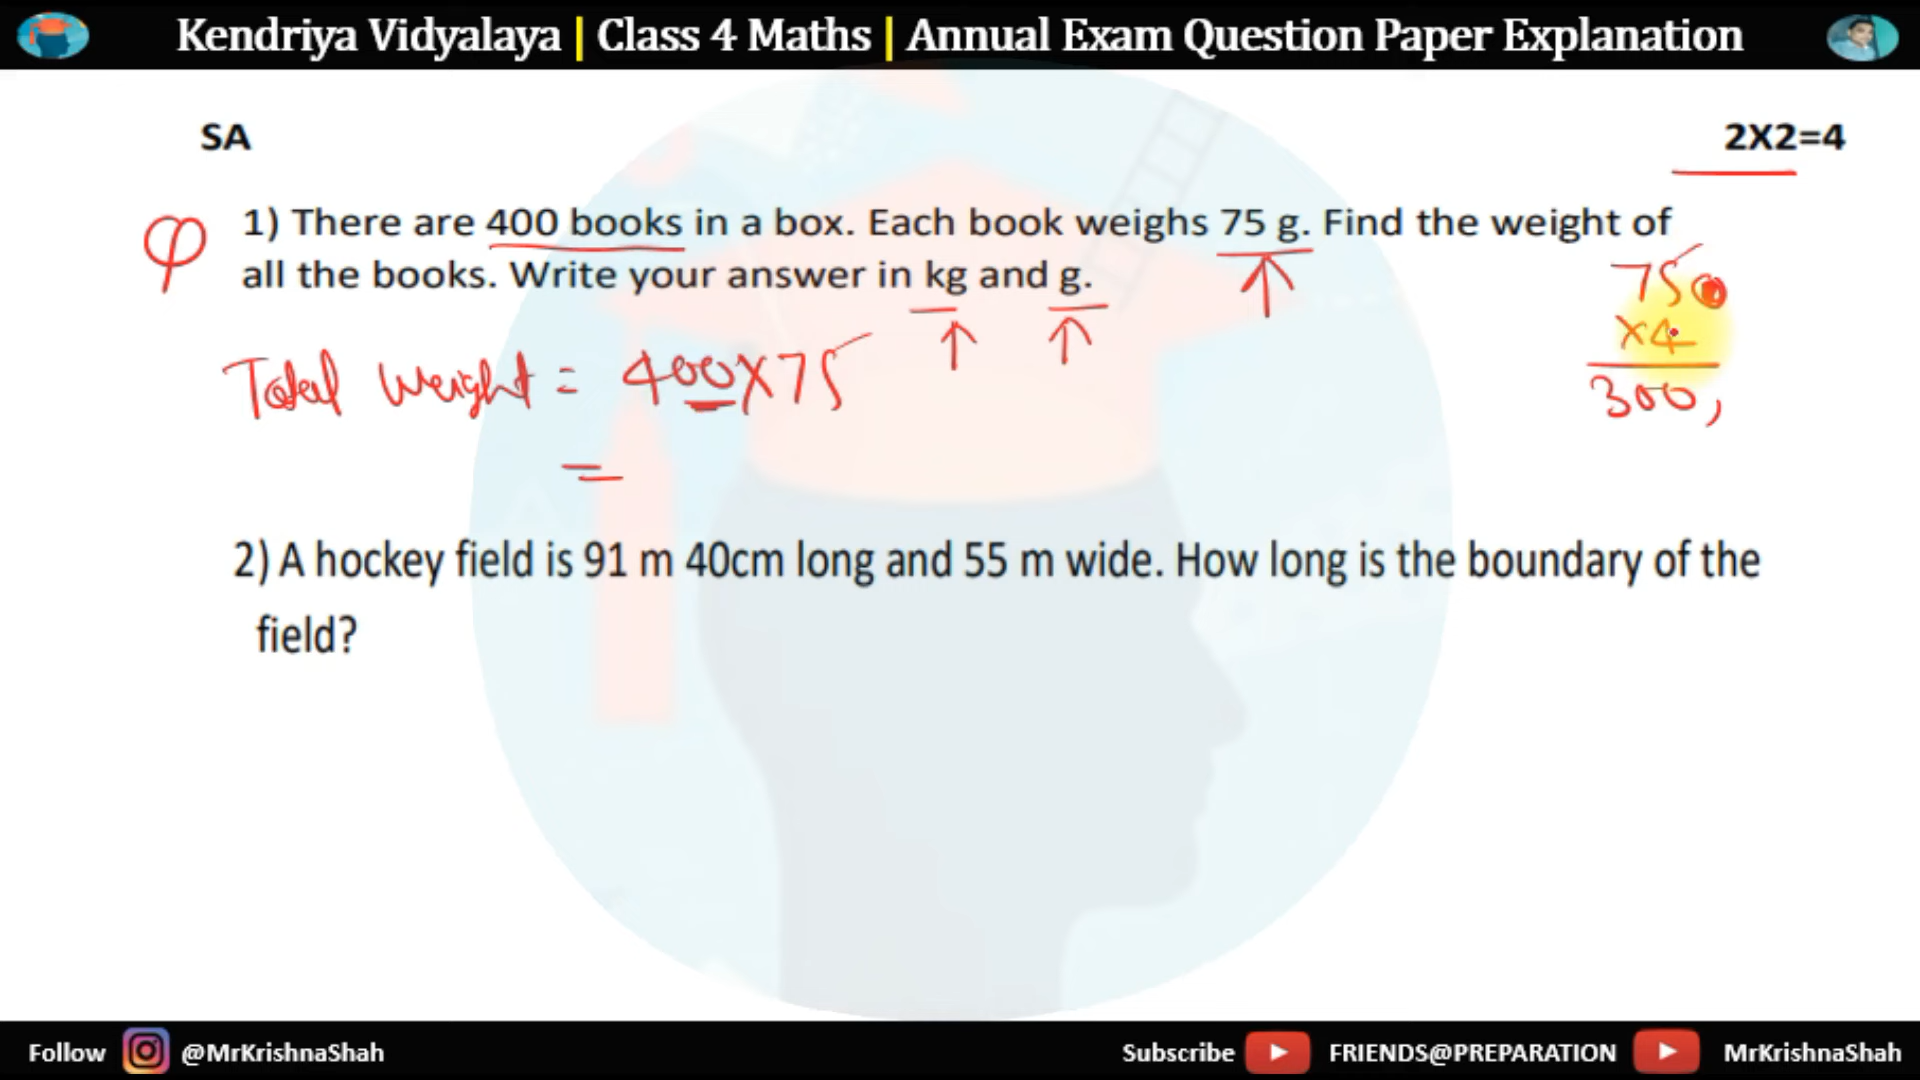 Kendriya Vidyalaya | Class 4 Maths | Annual Exam Question Paper Explanation
SA 2X2=4
1) There are 400 books in a box. Each book weighs 75 g. Find the weight of
all the books. Write your answer in kg and g.
75
x4
300,
Total Weight = 400x75
=
2) A hockey field is 91 m 40cm long and 55 m wide. How long is the boundary of the
field?
Follow @MrKrishnaShah Subscribe FRIENDS@PREPARATION MrKrishnaShah